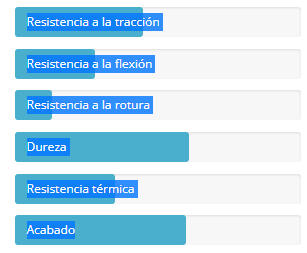 Resistencia a la tracción
Resistencia a la flexión
Resistencia a la rotura
Dureza
Resistencia térmica
Acabado